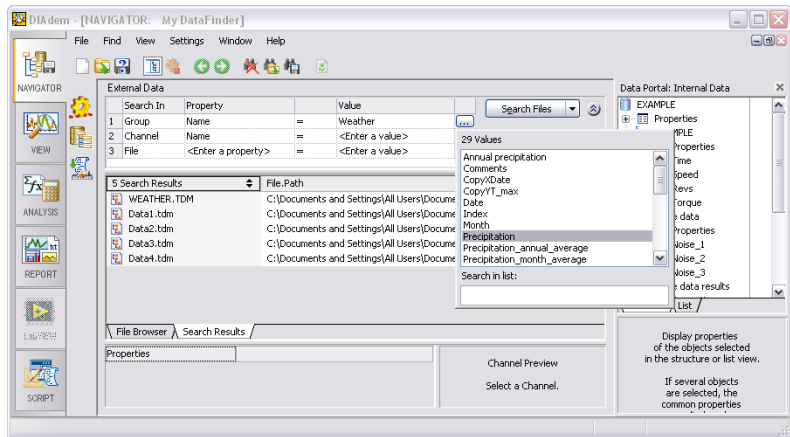 DIAdem - [NAVIGATOR: My DataFinder]
File Find View Settings Window Help
NAVIGATOR
VIEW
ANALYSIS
REPORT
SCRIPT
External Data
Search In Property Value
1 Group Name = Weather ...
2 Channel Name = <Enter a value>
3 File <Enter a property> = <Enter a value>
Search Files
5 Search Results File.Path
WEATHER.TDM C:\Documents and Settings\All Users\Docume
Data1.tdm C:\Documents and Settings\All Users\Docume
Data2.tdm C:\Documents and Settings\All Users\Docume
Data3.tdm C:\Documents and Settings\All Users\Docume
Data4.tdm C:\Documents and Settings\All Users\Docume
File Browser Search Results
29 Values
Annual precipitation
Comments
CopyXDate
CopyYT_max
Date
Index
Month
Precipitation
Precipitation_annual_average
Precipitation_month_average
Search in list:
Properties
Channel Preview
Select a Channel.
Data Portal: Internal Data
EXAMPLE
Properties
MPLE
Properties
Time
Speed
Revs
Torque
data
Properties
Noise_1
Noise_2
Noise_3
data results
List
Display properties
of the objects selected
in the structure or list view.
If several objects
are selected, the
common properties